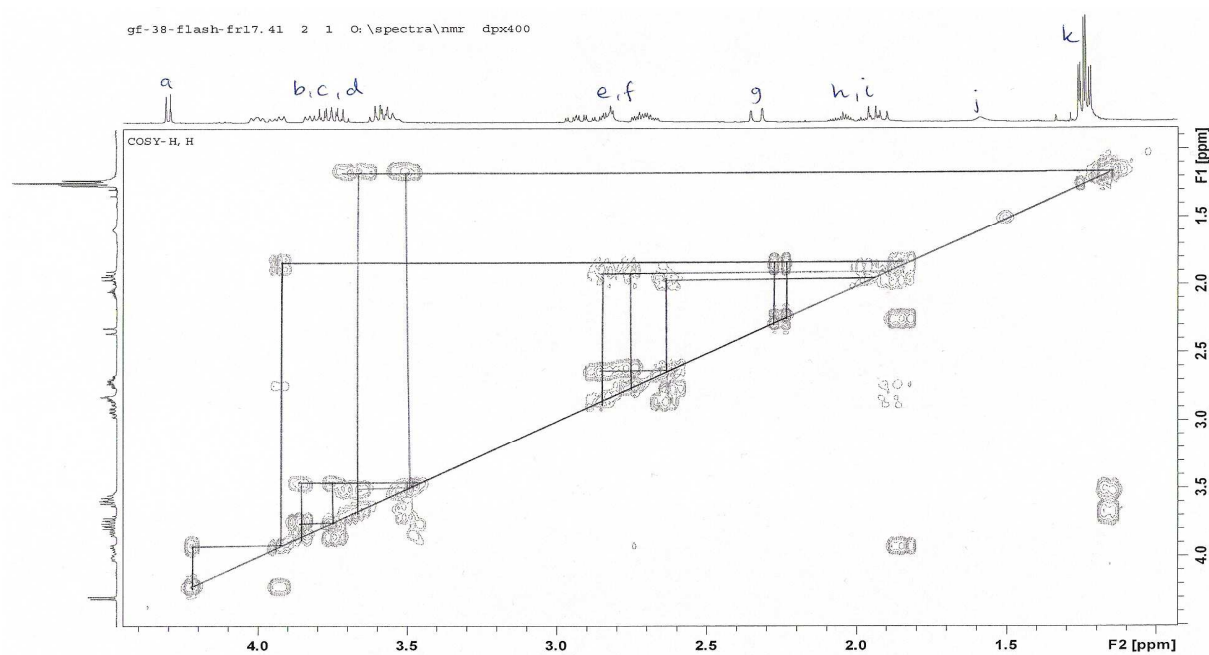 gf-38-flash-fr17.41 2 1 O:\spectra\nmr dpx400
k
a
b,c,d
e,f
g
h,i
j
COSY-H,H
F1 [ppm]
1.5
2.0
2.5
3.0
3.5
4.0
4.0
3.5
3.0
2.5
2.0
1.5
F2 [ppm]